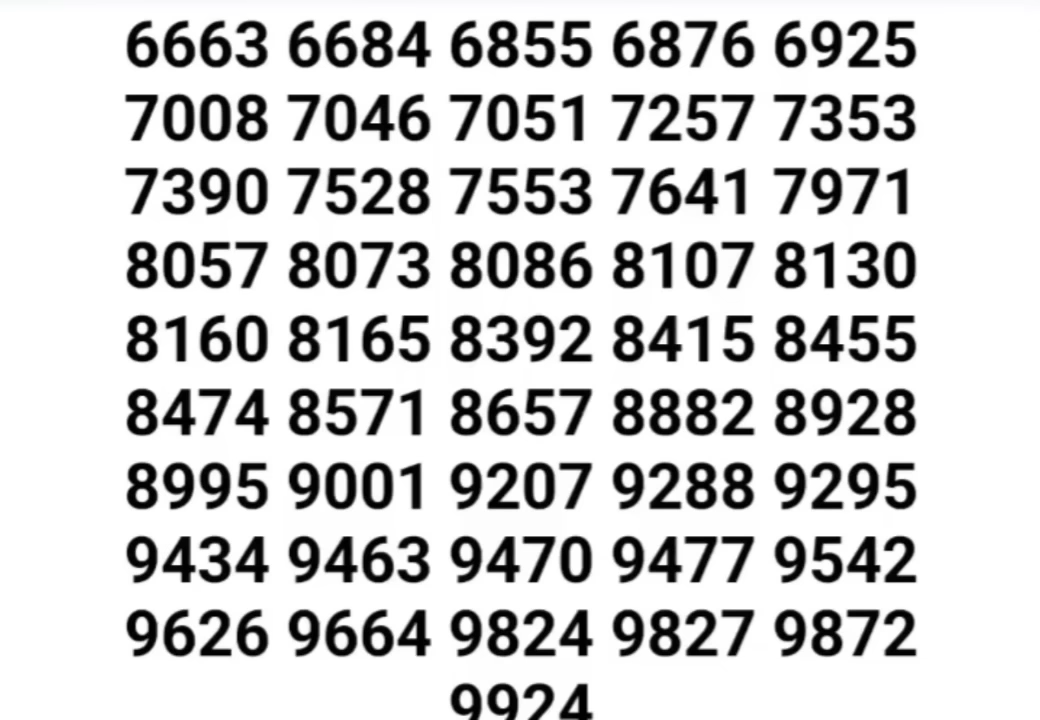 6663 6684 6855 6876 6925
7008 7046 7051 7257 7353
7390 7528 7553 7641 7971
8057 8073 8086 8107 8130
8160 8165 8392 8415 8455
8474 8571 8657 8882 8928
8995 9001 9207 9288 9295
9434 9463 9470 9477 9542
9626 9664 9824 9827 9872
9924